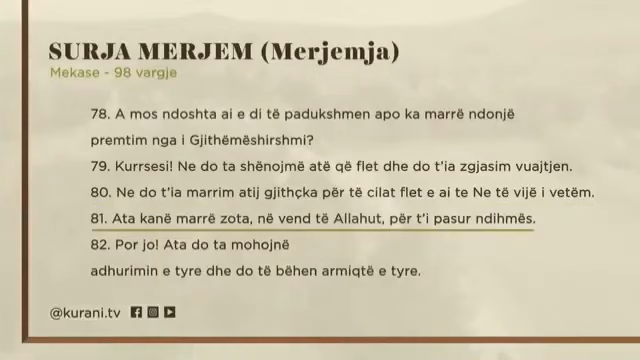 SURJA MERJEM (Merjemja)
Mekase - 98 vargje
78. A mos ndoshta ai e di të padukshmen apo ka marrë ndonjë
premtim nga i Gjithëmëshirshmi?
79. Kurrsesi! Ne do ta shënojmë atë që flet dhe do t'ia zgjasim vuajtjen.
80. Ne do t'ia marrim atij gjithçka për të cilat flet e ai te Ne të vijë i vetëm.
81. Ata kanë marrë zota, në vend të Allahut, për t'i pasur ndihmës.
82. Por jo! Ata do ta mohojnë
adhurimin e tyre dhe do të bëhen armiqtë e tyre.
@kurani.tv